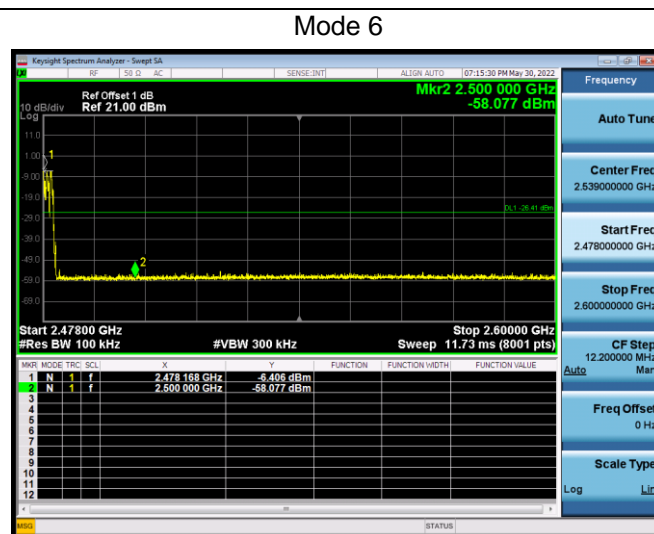 Mode 6
Keysight Spectrum Analyzer - Swept SA
RF 50 Ω AC SENSE:INT ALIGN AUTO 07:15:30 PM May 30, 2022
Frequency
Mkr2 2.500 000 GHz
-58.077 dBm
Ref Offset 1 dB
10 dB/div Ref 21.00 dBm
Log
11.0
1.00
-9.00
-19.0
-29.0
-39.0
-49.0
-59.0
-69.0
1
2
DL1 -26.41 dBm
Start 2.47800 GHz Stop 2.60000 GHz
#Res BW 100 kHz #VBW 300 kHz Sweep 11.73 ms (8001 pts)
MKR MODE TRC SCL X Y FUNCTION FUNCTION WIDTH FUNCTION VALUE
1 N 1 f 2.478 168 GHz -6.406 dBm
2 N 1 f 2.500 000 GHz -58.077 dBm
3
4
5
6
7
8
9
10
11
12
MSG STATUS
Auto Tune
Center Freq
2.539000000 GHz
Start Freq
2.478000000 GHz
Stop Freq
2.600000000 GHz
CF Step
12.200000 MHz
Auto Man
Freq Offset
0 Hz
Scale Type
Log Lin